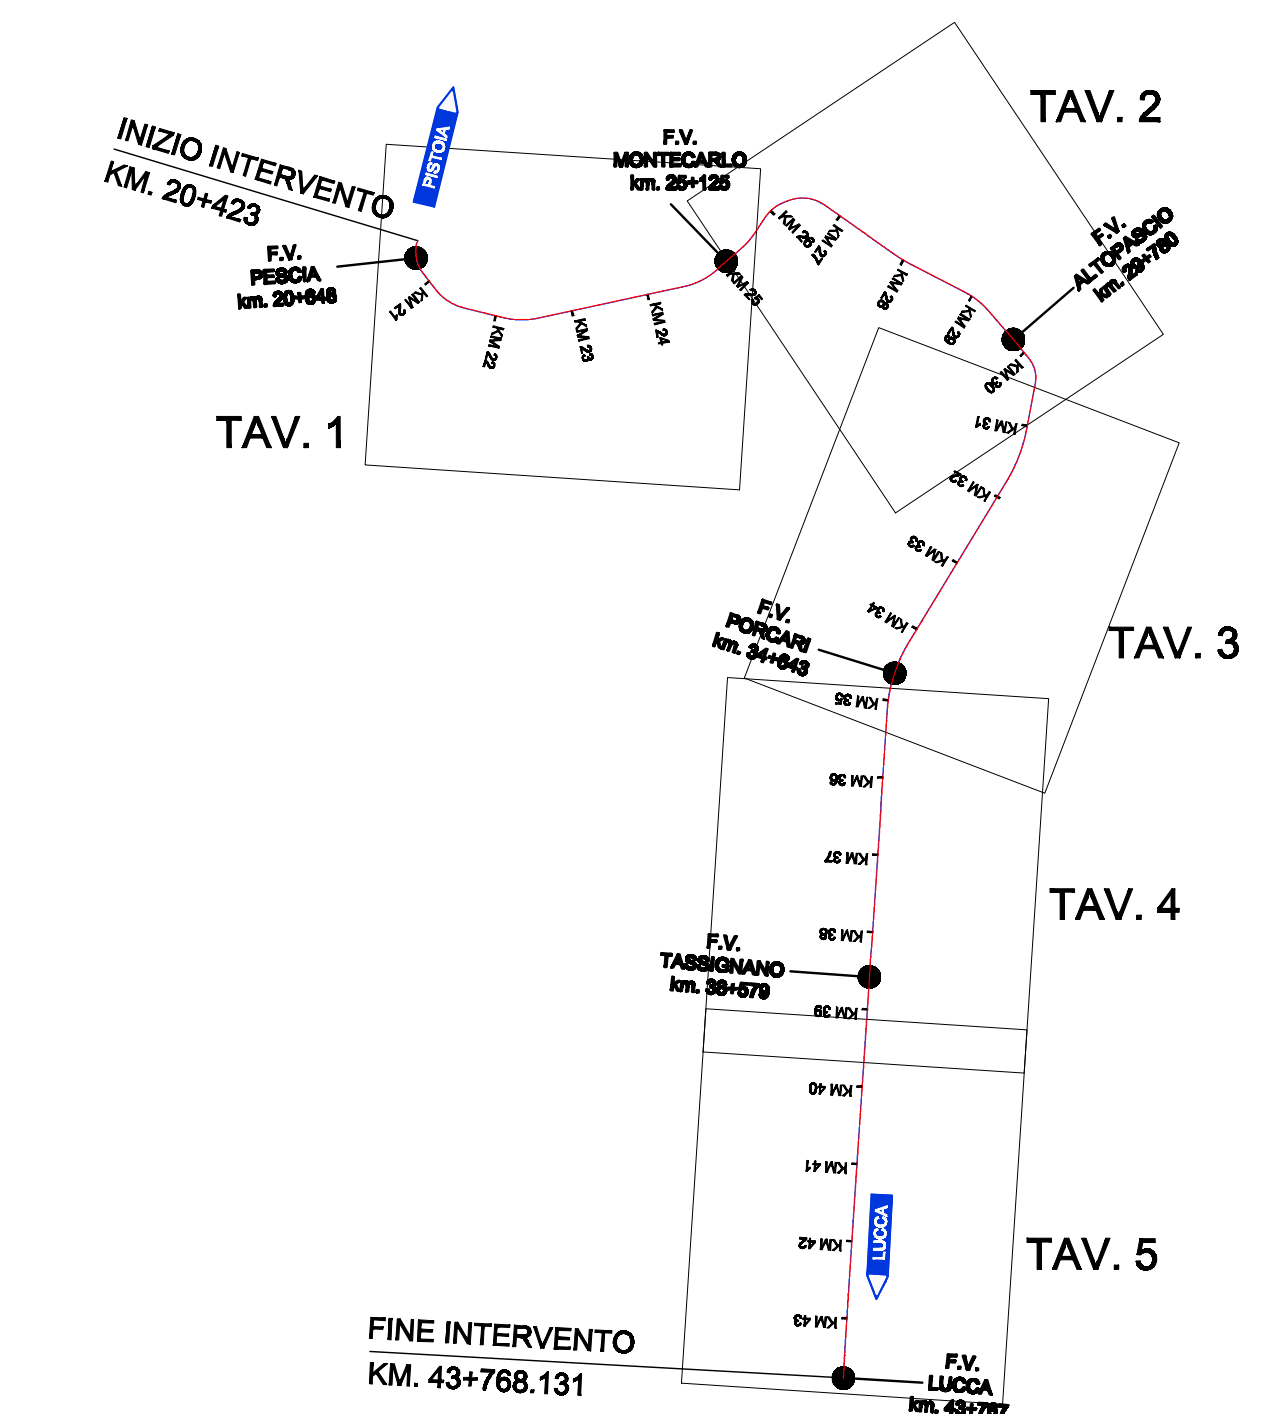 TAV. 2
PISTOIA
INIZIO INTERVENTO
KM. 20+423
F.V.
MONTECARLO
km. 25+125
F.V.
PESCIA
km. 20+648
F.V.
ALTOPASCIO
km. 29+760
KM 21
KM 22
KM 23
KM 24
KM 25
KM 26
KM 27
KM 28
KM 29
KM 30
TAV. 1
KM 31
KM 32
KM 33
KM 34
F.V.
PORCARI
km. 34+643
TAV. 3
KM 35
KM 36
KM 37
TAV. 4
KM 38
F.V.
TASSIGNANO
km. 38+579
KM 39
KM 40
KM 41
LUCCA
KM 42
TAV. 5
KM 43
FINE INTERVENTO
KM. 43+768.131
F.V.
LUCCA
km. 43+767